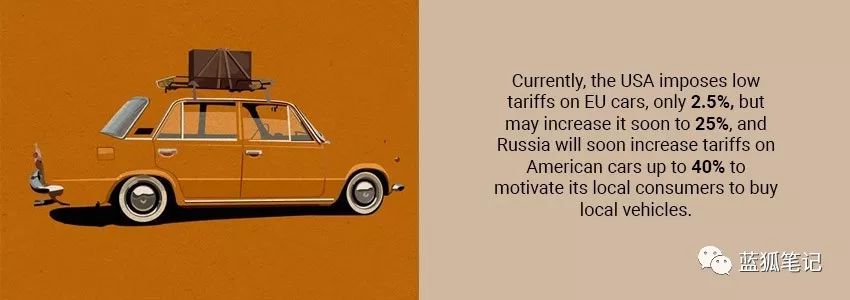 Currently, the USA imposes low
tariffs on EU cars, only 2.5%, but
may increase it soon to 25%, and
Russia will soon increase tariffs on
American cars up to 40% to
motivate its local consumers to buy
local vehicles.
蓝狐笔记